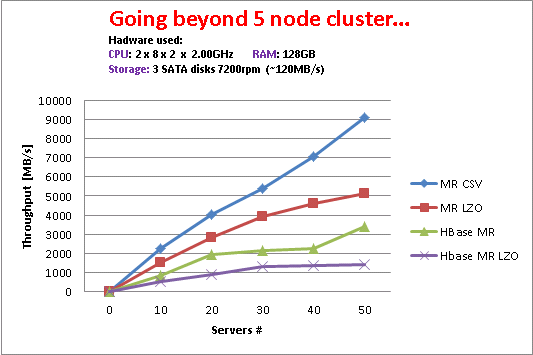 Going beyond 5 node cluster...
Hadware used:
CPU: 2 x 8 x 2 x 2.00GHz RAM: 128GB
Storage: 3 SATA disks 7200rpm (~120MB/s)
Throughput [MB/s]
10000
9000
8000
7000
6000
5000
4000
3000
2000
1000
0
0 10 20 30 40 50
Servers #
MR CSV
MR LZO
HBase MR
Hbase MR LZO